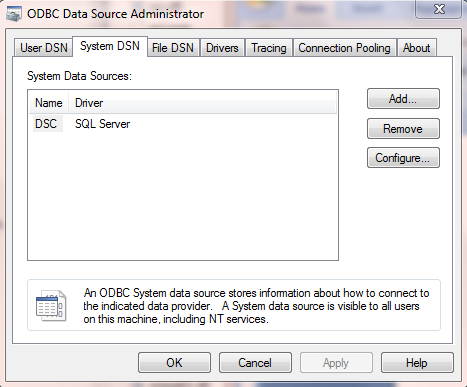 ODBC Data Source Administrator
User DSN System DSN File DSN Drivers Tracing Connection Pooling About
System Data Sources:
Name Driver
DSC SQL Server
Add...
Remove
Configure...
An ODBC System data source stores information about how to connect to
the indicated data provider. A System data source is visible to all users
on this machine, including NT services.
OK Cancel Apply Help